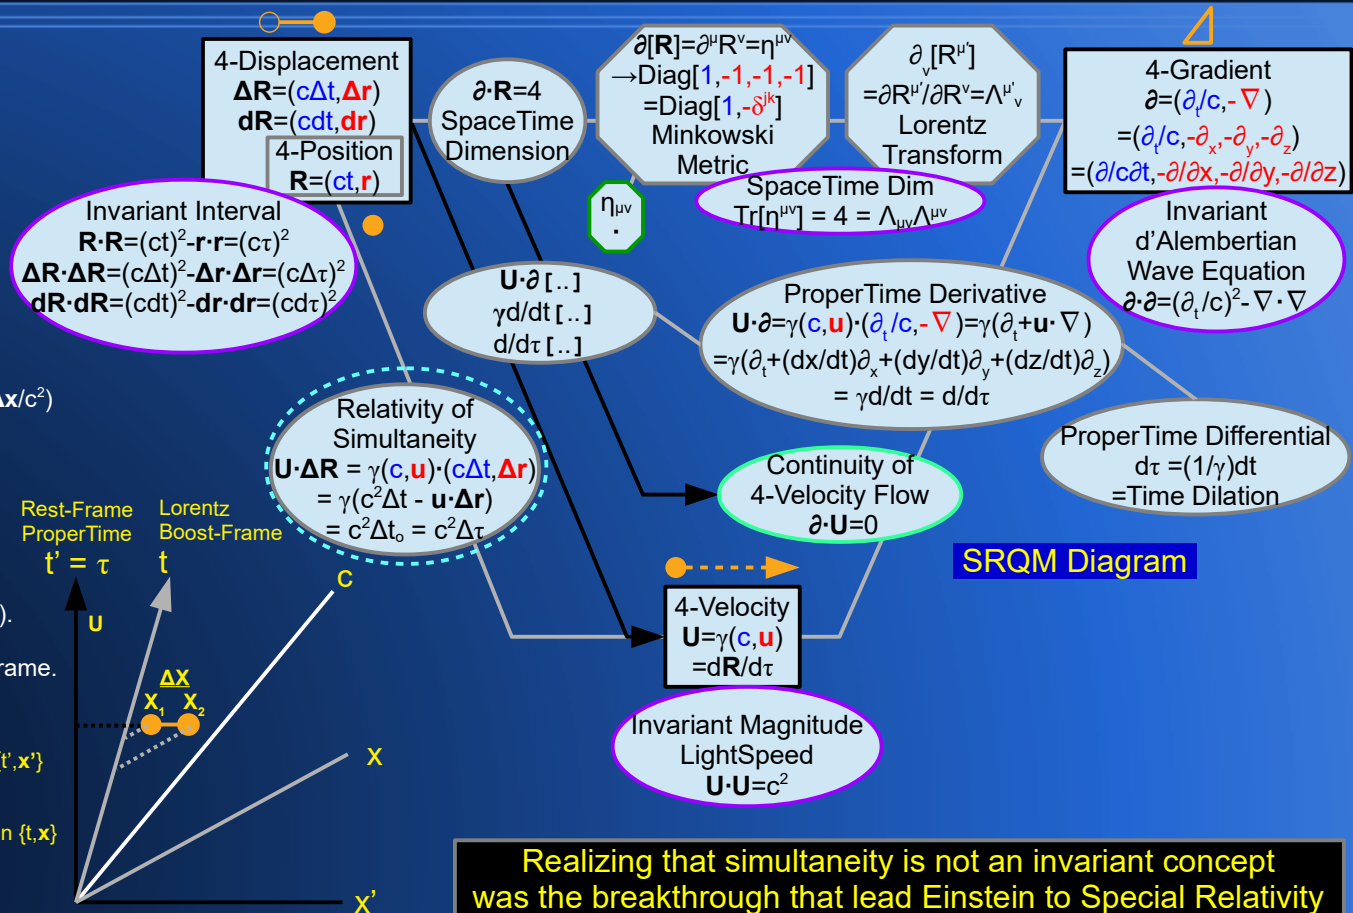 4-Displacement
ΔR=(cΔt,Δr)
dR=(cdt,dr)
4-Position
R=(ct,r)
∂·R=4
SpaceTime
Dimension
∂[R]=∂^μR^ν=η^μν
→Diag[1,-1,-1,-1]
=Diag[1,-δ^jk]
Minkowski
Metric
∂_ν[R^μ']
=∂R^μ'/∂R^ν=Λ^μ'_ν
Lorentz
Transform
4-Gradient
∂=(∂_t/c,-∇)
=(∂_t/c,-∂_x,-∂_y,-∂_z)
=(∂/c∂t,-∂/∂x,-∂/∂y,-∂/∂z)
Invariant Interval
R·R=(ct)²-r·r=(cτ)²
ΔR·ΔR=(cΔt)²-Δr·Δr=(cΔτ)²
dR·dR=(cdt)²-dr·dr=(cdτ)²
η_μν
·
SpaceTime Dim
Tr[η^μν] = 4 = Λ_μνΛ^μν
Invariant
d'Alembertian
Wave Equation
∂·∂=(∂_t/c)²-∇·∇
U·∂[..]
γd/dt[..]
d/dτ[..]
ProperTime Derivative
U·∂=γ(c,u)·(∂_t/c,-∇)=γ(∂_t+u·∇)
=γ(∂_t+(dx/dt)∂_x+(dy/dt)∂_y+(dz/dt)∂_z)
= γd/dt = d/dτ
Δx/c²)
Relativity of
Simultaneity
U·ΔR = γ(c,u)·(cΔt,Δr)
= γ(c²Δt - u·Δr)
= c²Δt_o = c²Δτ
Continuity of
4-Velocity Flow
∂·U=0
ProperTime Differential
dτ =(1/γ)dt
=Time Dilation
SRQM Diagram
Rest-Frame
ProperTime
t' = τ
Lorentz
Boost-Frame
t
c
U
).
rame.
ΔX
X_1
X_2
{t',x'}
n {t,x}
x
x'
4-Velocity
U=γ(c,u)
=dR/dτ
Invariant Magnitude
LightSpeed
U·U=c²
Realizing that simultaneity is not an invariant concept
was the breakthrough that lead Einstein to Special Relativity